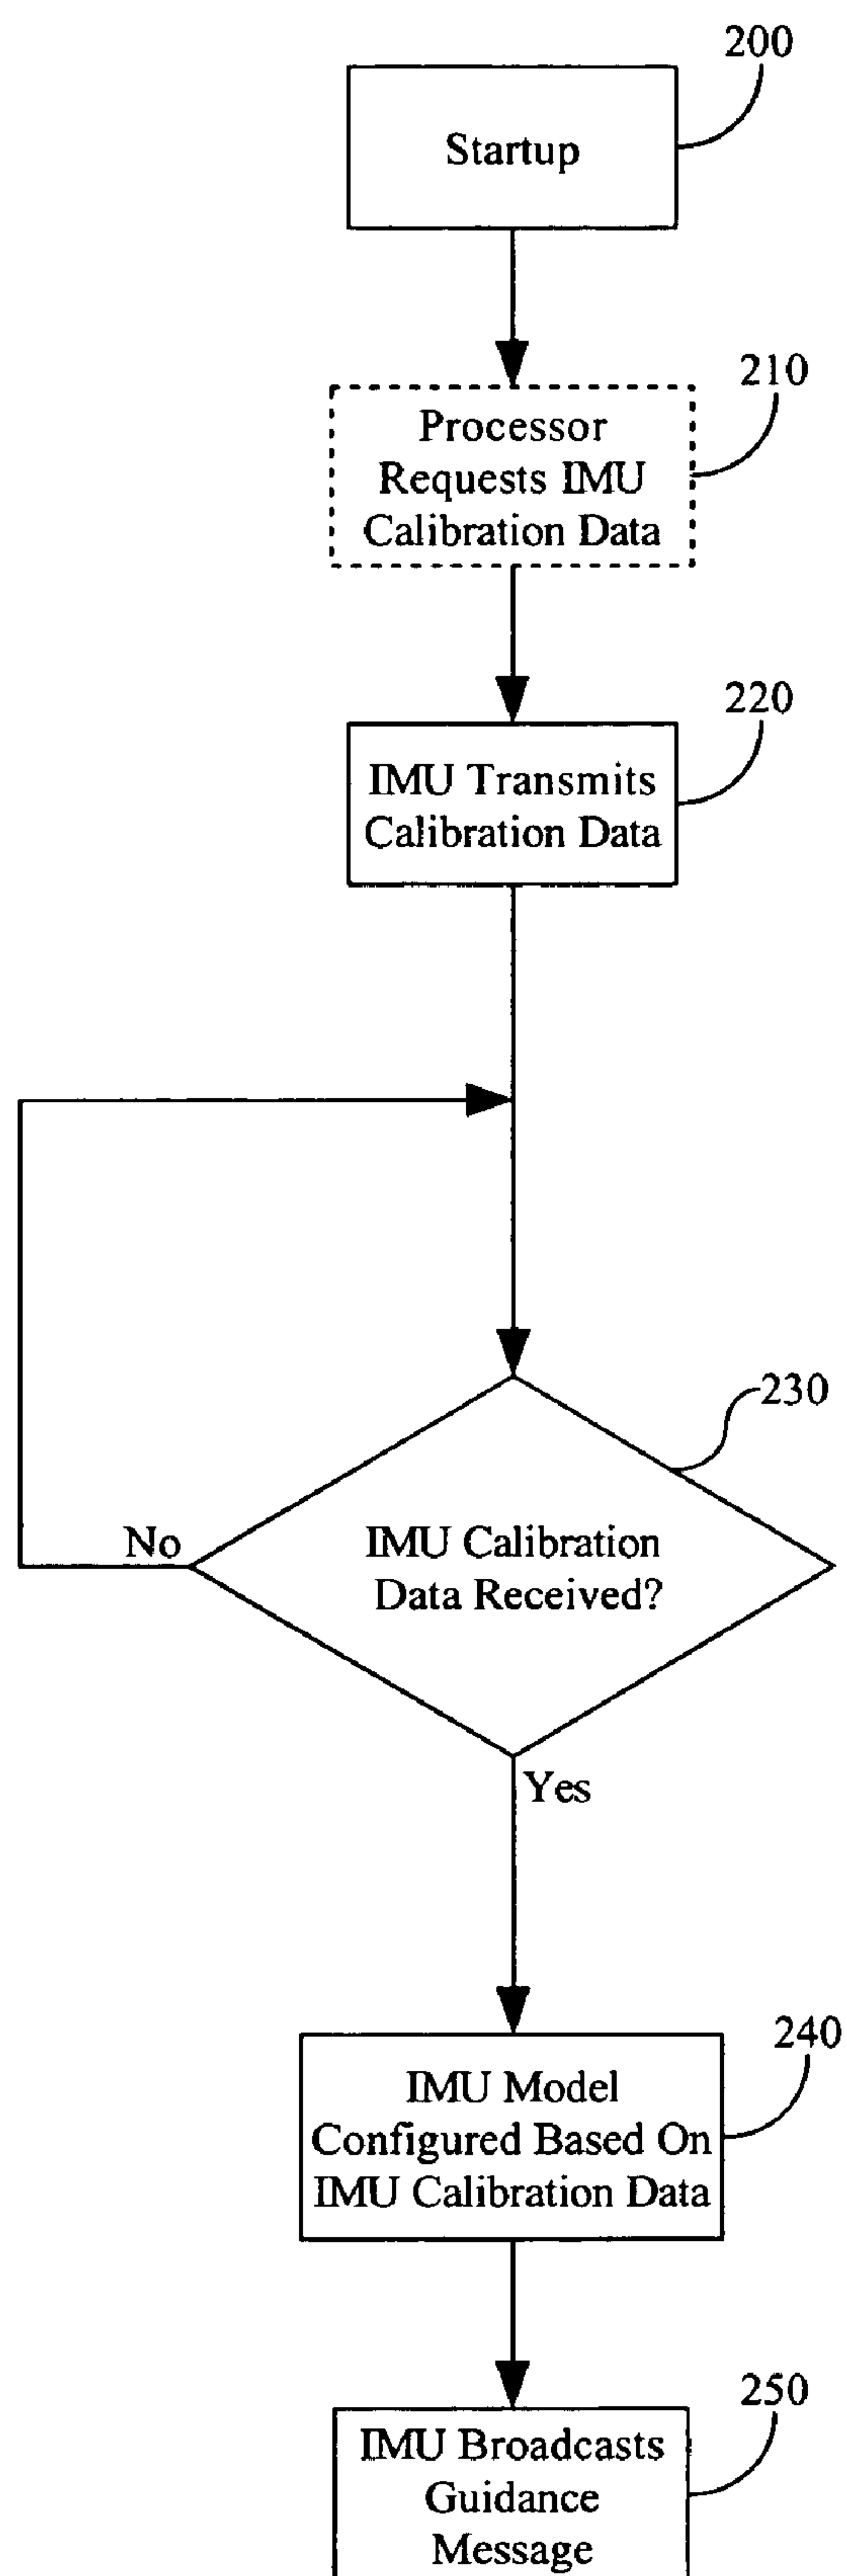 200
Startup
210
Processor
Requests IMU
Calibration Data
220
IMU Transmits
Calibration Data
230
No
IMU Calibration
Data Received?
Yes
240
IMU Model
Configured Based On
IMU Calibration Data
250
IMU Broadcasts
Guidance
Message